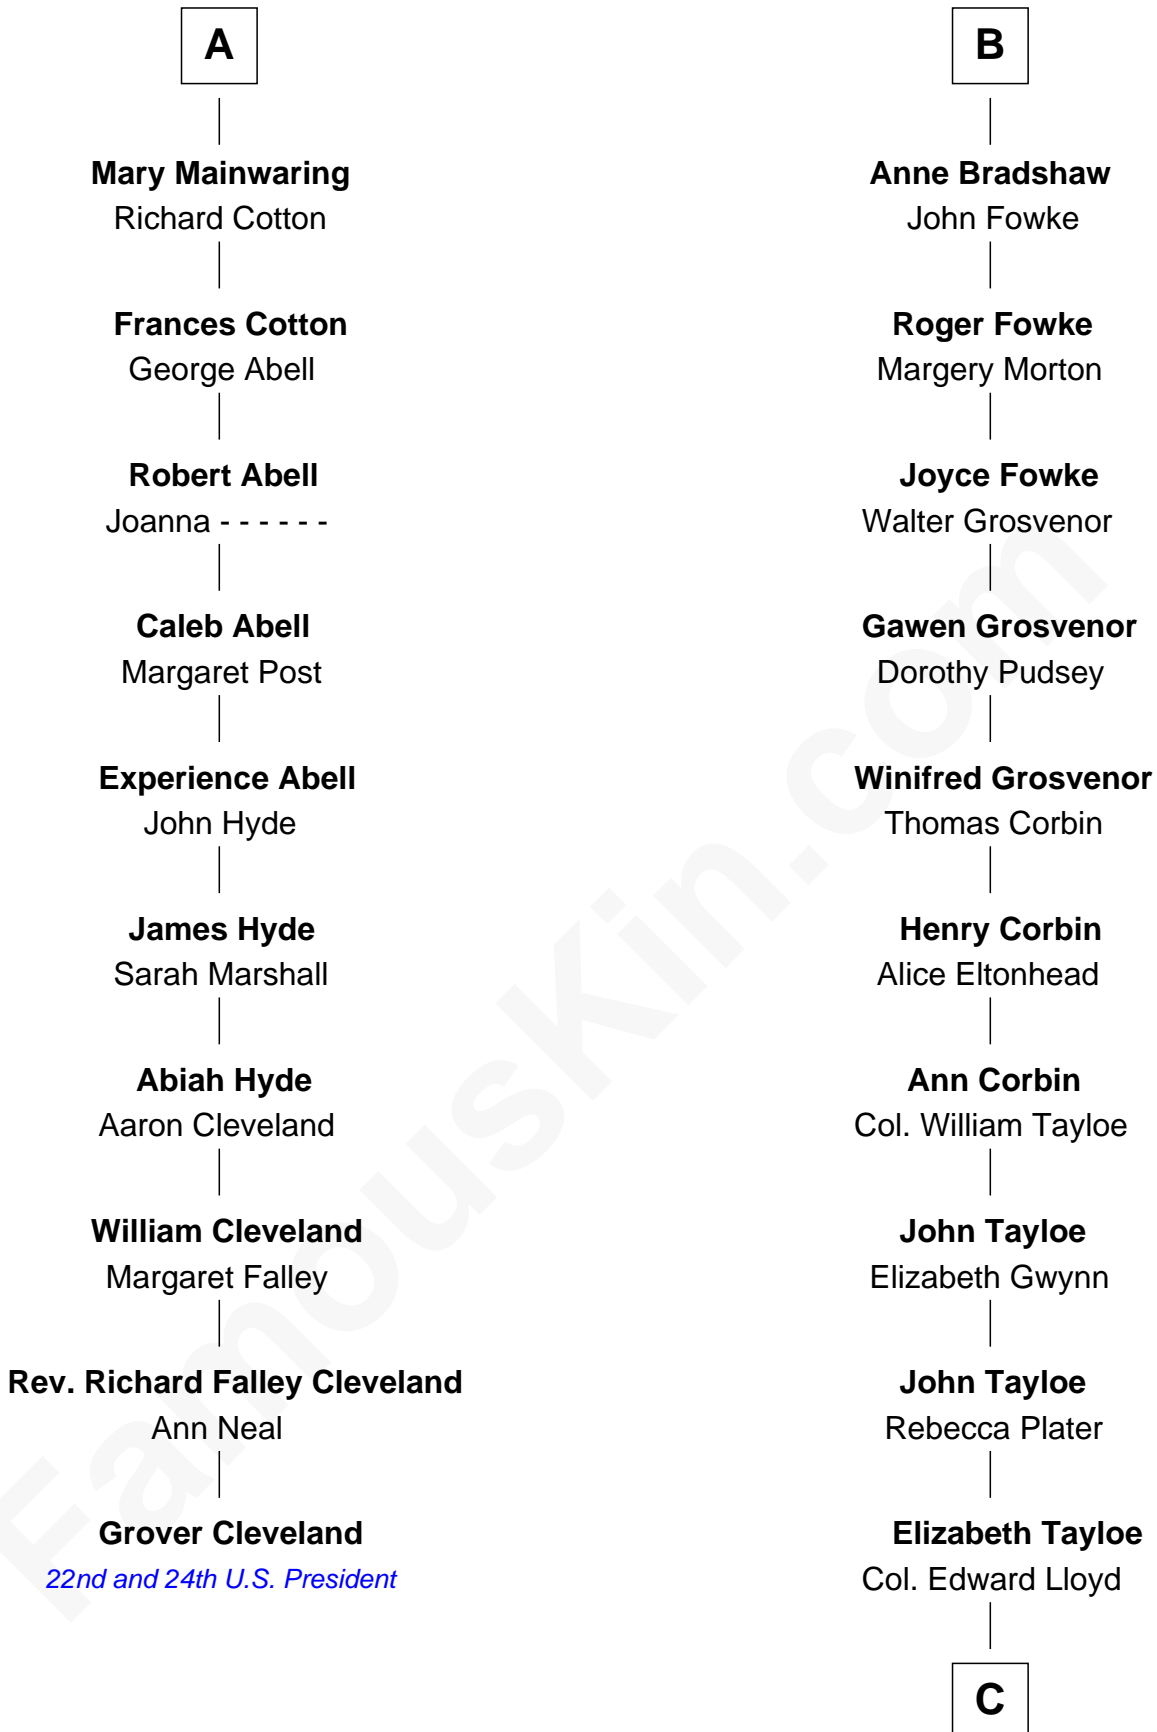 A
Mary Mainwaring
Richard Cotton
Frances Cotton
George Abell
Robert Abell
Joanna - - - - - -
Caleb Abell
Margaret Post
Experience Abell
John Hyde
James Hyde
Sarah Marshall
Abiah Hyde
Aaron Cleveland
William Cleveland
Margaret Falley
Rev. Richard Falley Cleveland
Ann Neal
Grover Cleveland
22nd and 24th U.S. President
B
Anne Bradshaw
John Fowke
Roger Fowke
Margery Morton
Joyce Fowke
Walter Grosvenor
Gawen Grosvenor
Dorothy Pudsey
Winifred Grosvenor
Thomas Corbin
Henry Corbin
Alice Eltonhead
Ann Corbin
Col. William Tayloe
John Tayloe
Elizabeth Gwynn
John Tayloe
Rebecca Plater
Elizabeth Tayloe
Col. Edward Lloyd
C
FamousKin.com